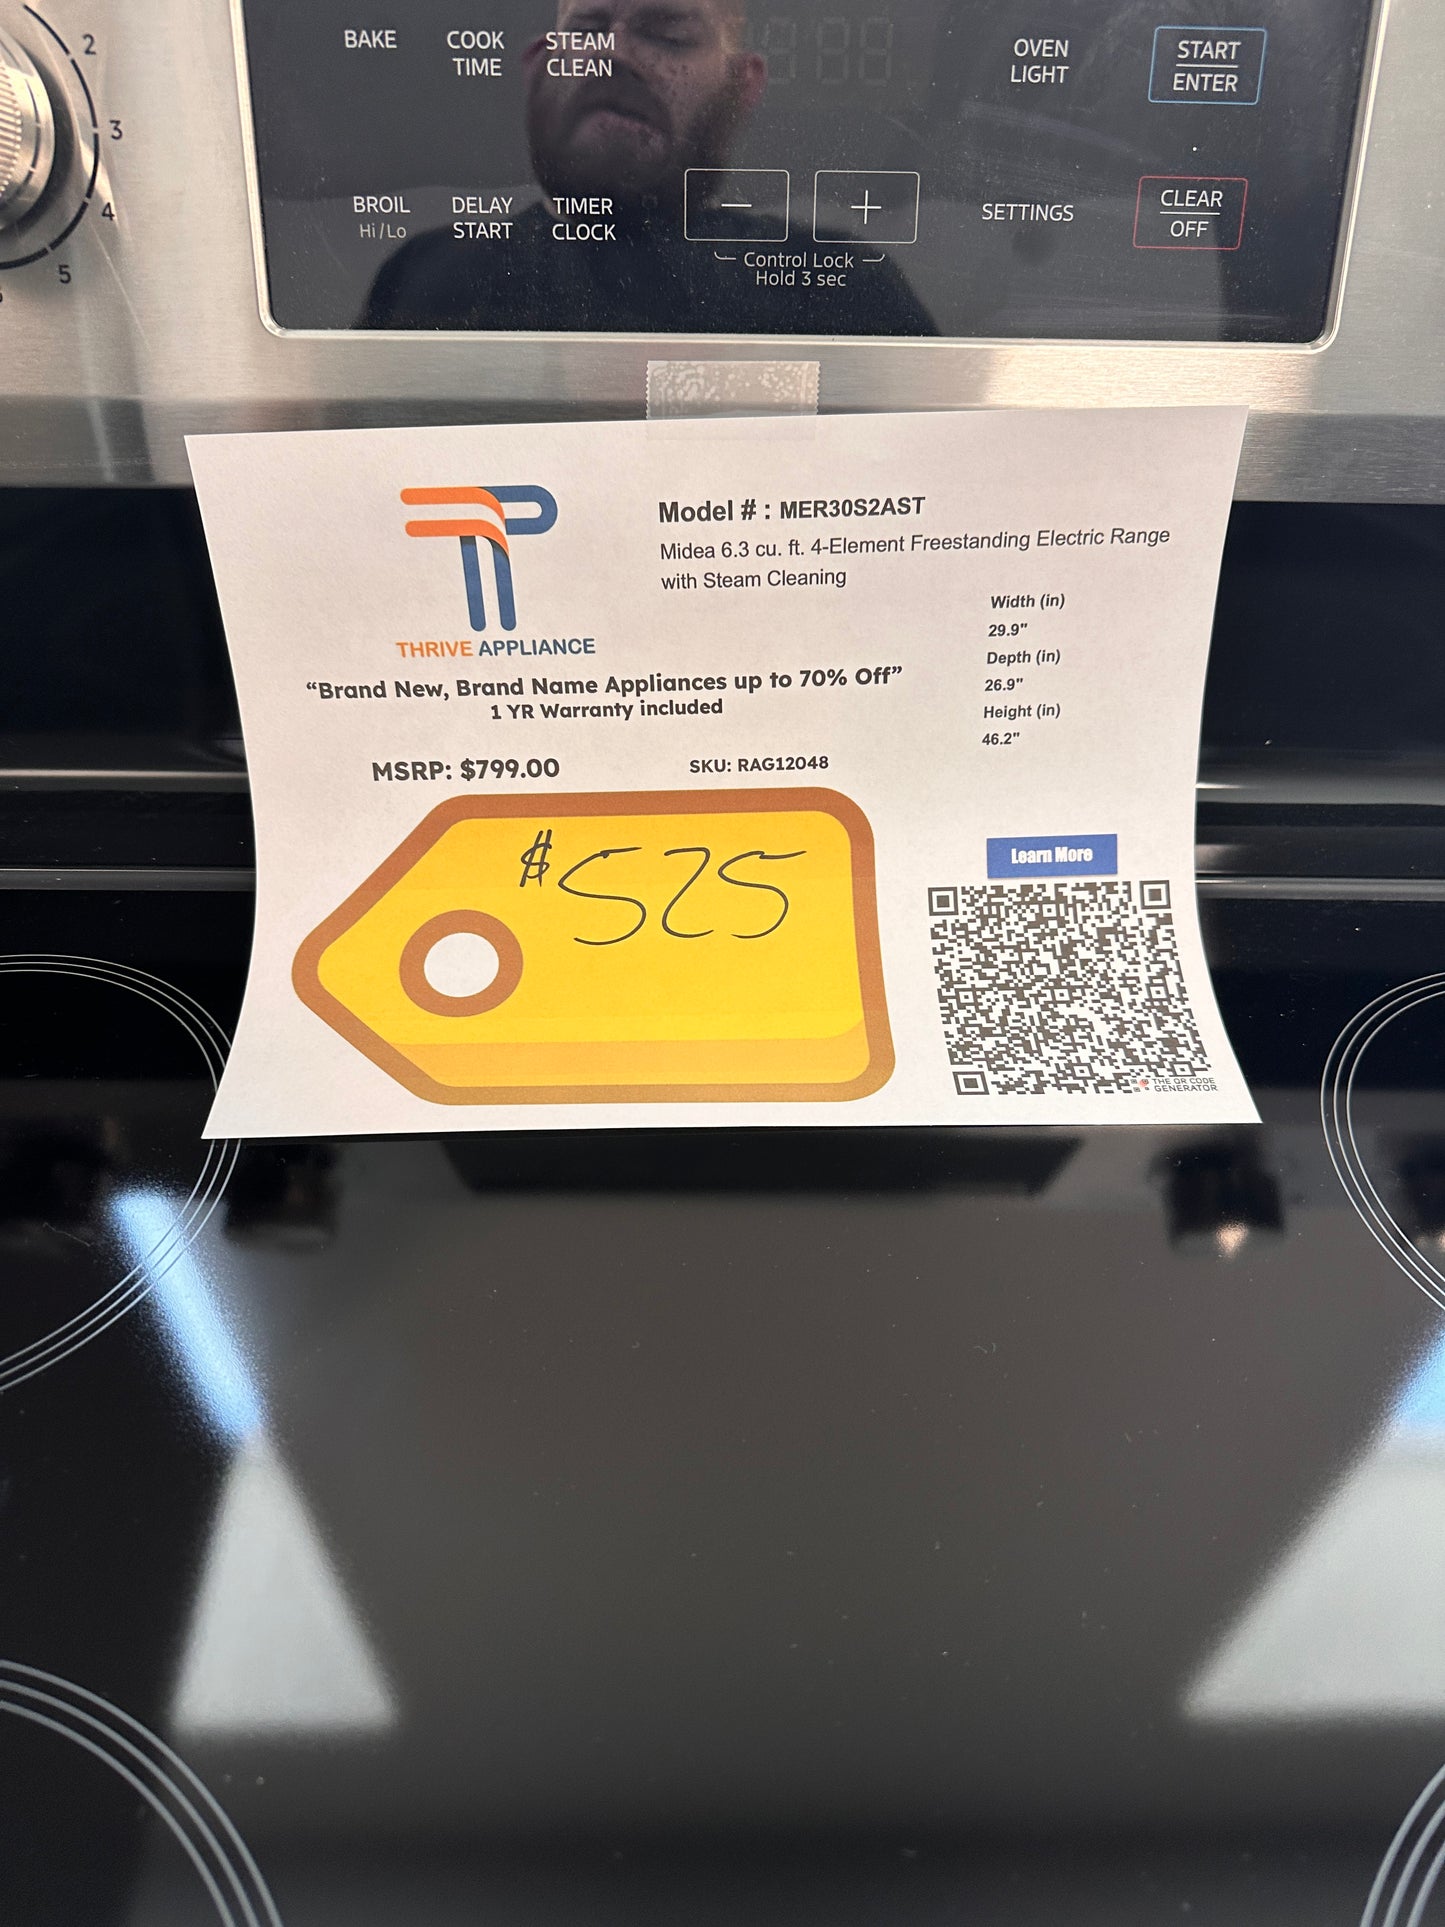 2
3
4
5
BAKE
COOK TIME
STEAM CLEAN
OVEN LIGHT
START
ENTER
BROIL
Hi/Lo
DELAY START
TIMER CLOCK
−
+
Control Lock
Hold 3 sec
SETTINGS
CLEAR
OFF
THRIVE APPLIANCE
Model # : MER30S2AST
Midea 6.3 cu. ft. 4-Element Freestanding Electric Range
with Steam Cleaning
Width (in)
29.9"
Depth (in)
26.9"
Height (in)
46.2"
“Brand New, Brand Name Appliances up to 70% Off”
1 YR Warranty included
MSRP: $799.00
SKU: RAG12048
$525
Learn More
THE QR CODE
GENERATOR